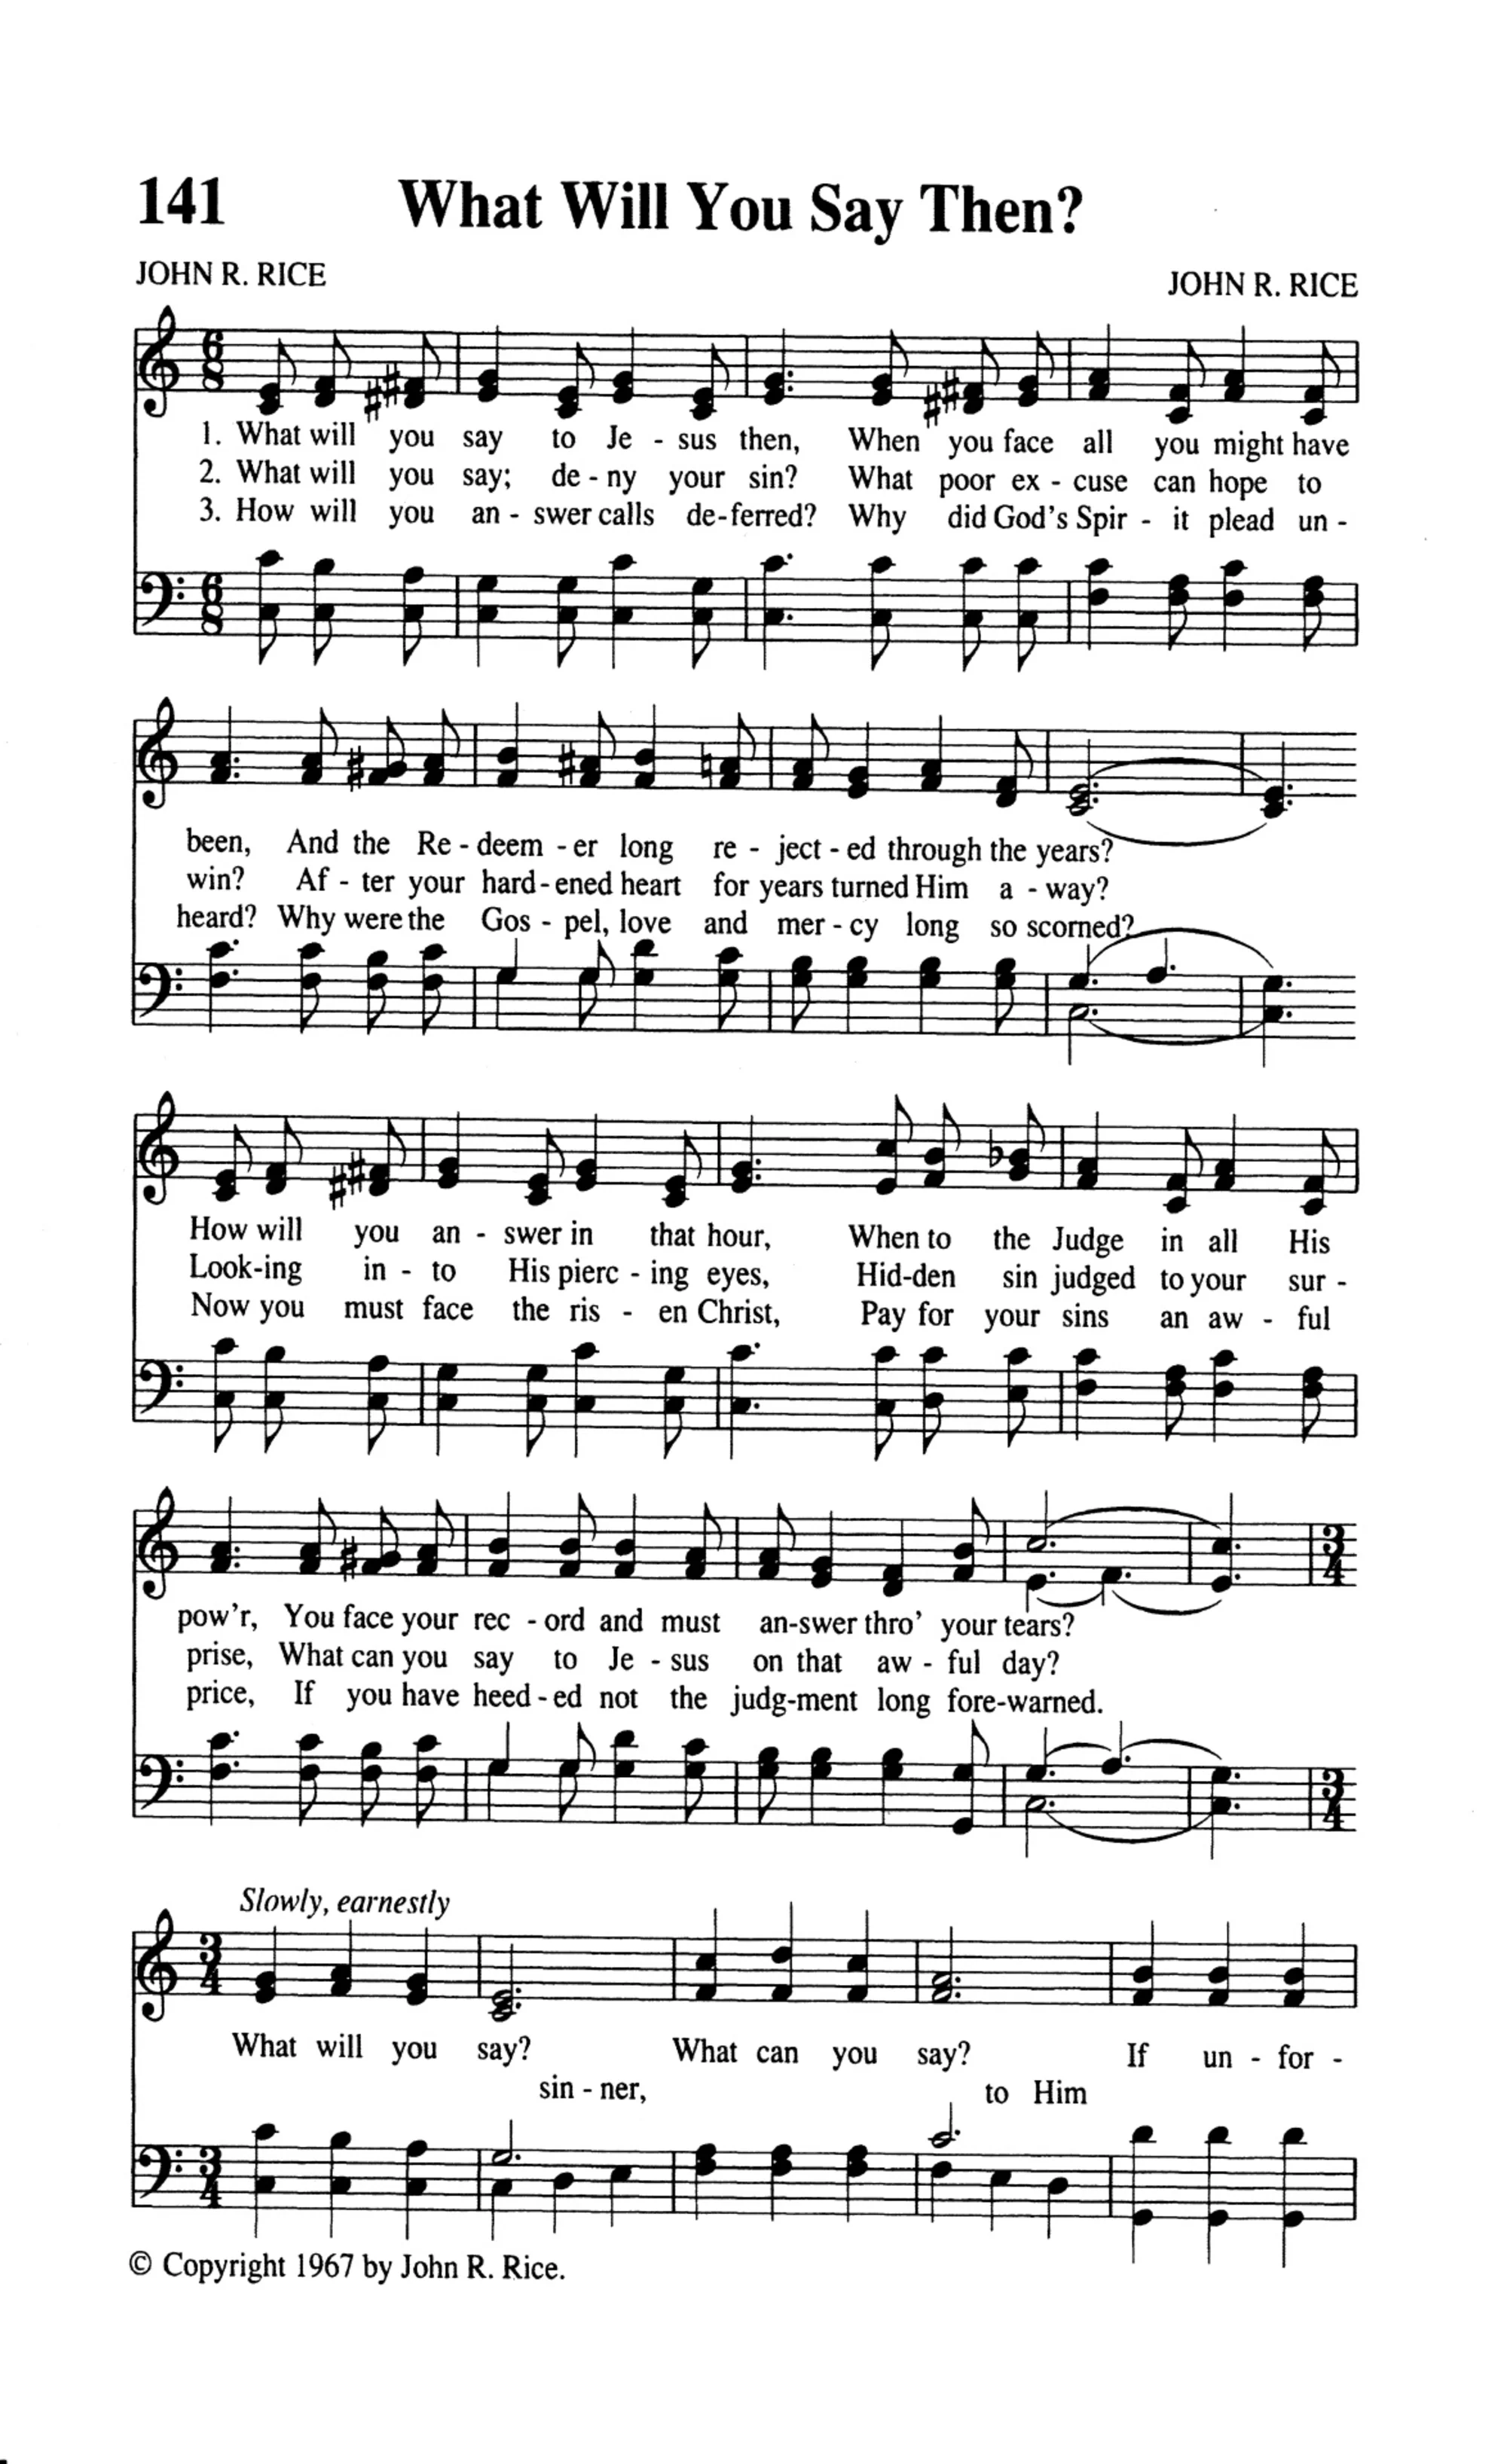 141 What Will You Say Then?
JOHN R. RICE JOHN R. RICE
1. What will you say to Je - sus then, When you face all you might have
2. What will you say; de - ny your sin? What poor ex - cuse can hope to
3. How will you an - swer calls de-ferred? Why did God's Spir - it plead un -
been, And the Re - deem - er long re - ject - ed through the years?
win? Af - ter your hard - ened heart for years turned Him a - way?
heard? Why were the Gos - pel, love and mer - cy long so scorned?
How will you an - swer in that hour, When to the Judge in all His
Look-ing in - to His pierc - ing eyes, Hid-den sin judged to your sur -
Now you must face the ris - en Christ, Pay for your sins an aw - ful
pow'r, You face your rec - ord and must an-swer thro' your tears?
prise, What can you say to Je - sus on that aw - ful day?
price, If you have heed - ed not the judg-ment long fore-warned.
Slowly, earnestly
What will you say? What can you say? If un - for -
sin - ner, to Him
© Copyright 1967 by John R. Rice.